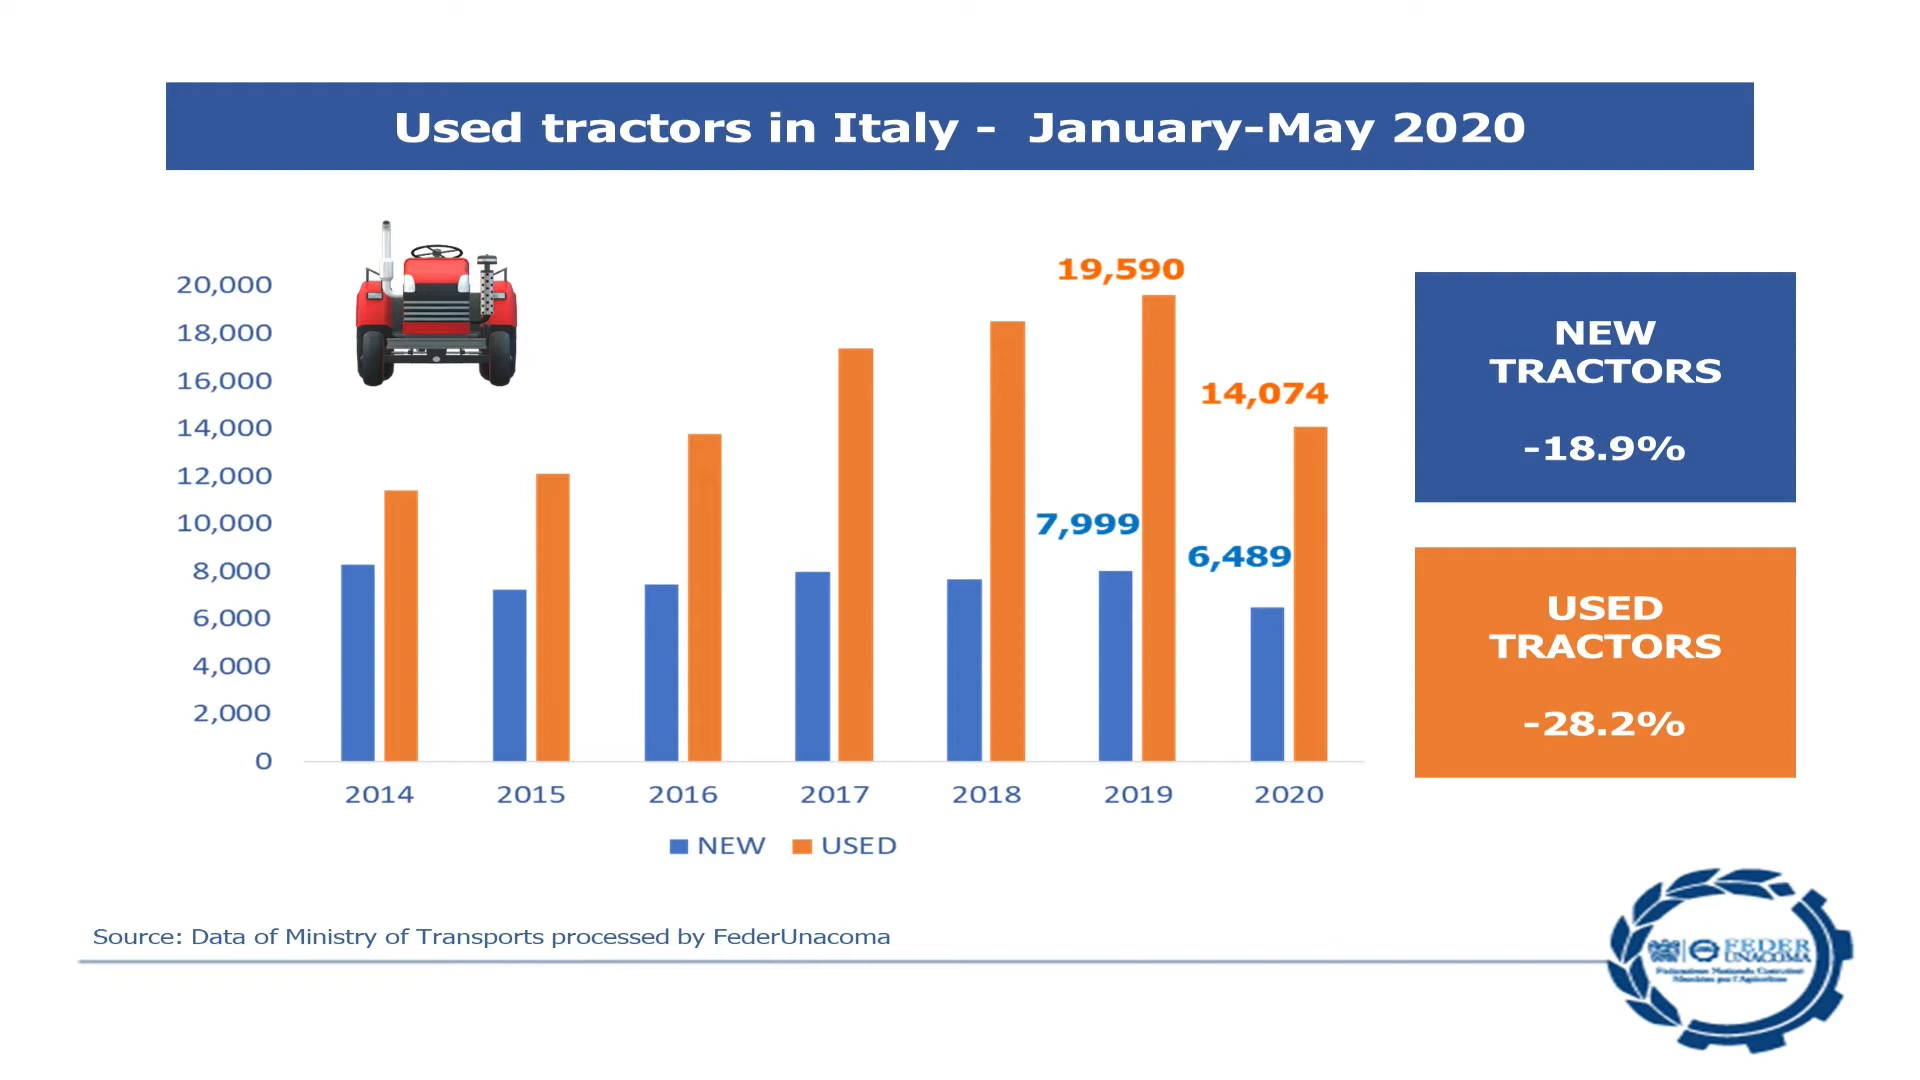 Used tractors in Italy - January-May 2020
20,000
18,000
16,000
14,000
12,000
10,000
8,000
6,000
4,000
2,000
0
19,590
14,074
7,999
6,489
2014 2015 2016 2017 2018 2019 2020
NEW USED
NEW
TRACTORS
-18.9%
USED
TRACTORS
-28.2%
Source: Data of Ministry of Transports processed by FederUnacoma
FEDER
UNACOMA